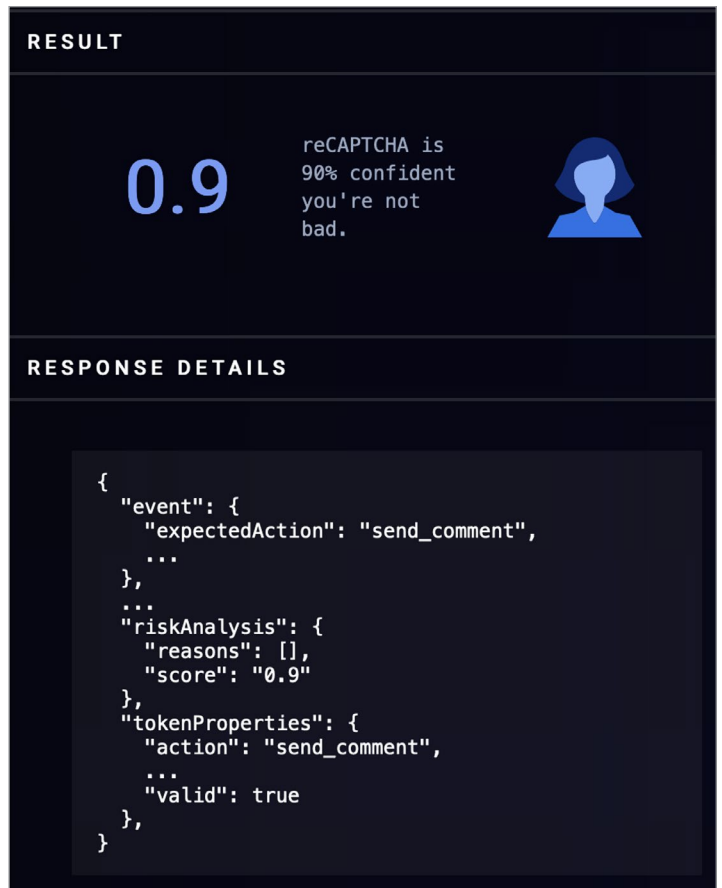 RESULT
0.9
reCAPTCHA is
90% confident
you're not
bad.
RESPONSE DETAILS
{
  "event": {
    "expectedAction": "send_comment",
    ...
  },
  ...
  "riskAnalysis": {
    "reasons": [],
    "score": "0.9"
  },
  "tokenProperties": {
    "action": "send_comment",
    ...
    "valid": true
  },
}